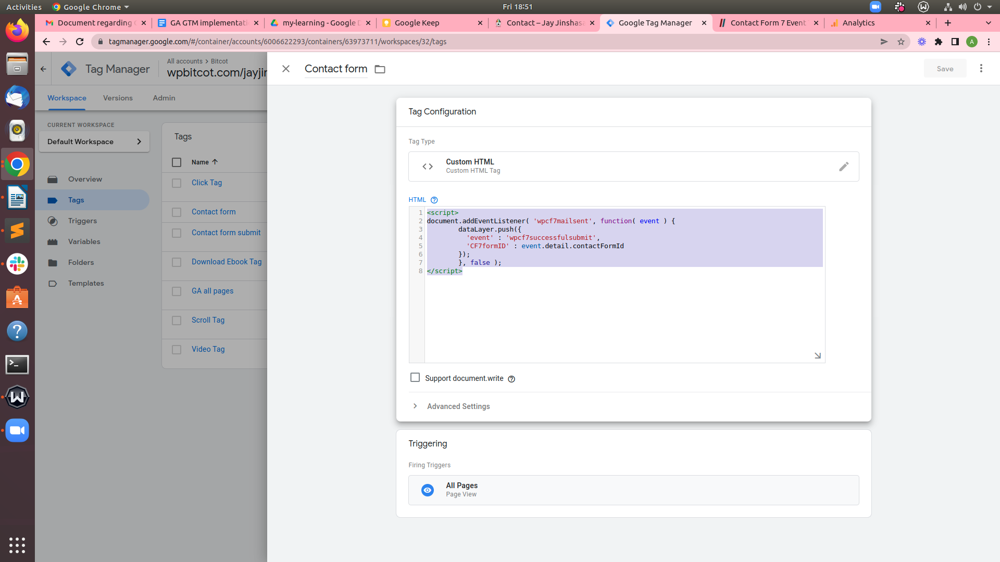 Activities
Google Chrome
Fri 18:51
Document regarding
GA GTM implementati
my-learning - Google D
Google Keep
Contact – Jay Jinshasa
Google Tag Manager
Contact Form 7 Event
Analytics
tagmanager.google.com/#/container/accounts/6006622293/containers/63973711/workspaces/32/tags
A
Tag Manager
All accounts > Bitcot
wpbitcot.com/jayjin
Contact form
Save
Workspace
Versions
Admin
CURRENT WORKSPACE
Default Workspace
Overview
Tags
Triggers
Variables
Folders
Templates
Tags
Name
Click Tag
Contact form
Contact form submit
Download Ebook Tag
GA all pages
Scroll Tag
Video Tag
Tag Configuration
Tag Type
Custom HTML
Custom HTML Tag
HTML
1 <script>
2 document.addEventListener( 'wpcf7mailsent', function( event ) {
3 dataLayer.push({
4 'event' : 'wpcf7successfulsubmit',
5 'CF7formID' : event.detail.contactFormId
6 });
7 }, false );
8 </script>
Support document.write
Advanced Settings
Triggering
Firing Triggers
All Pages
Page View